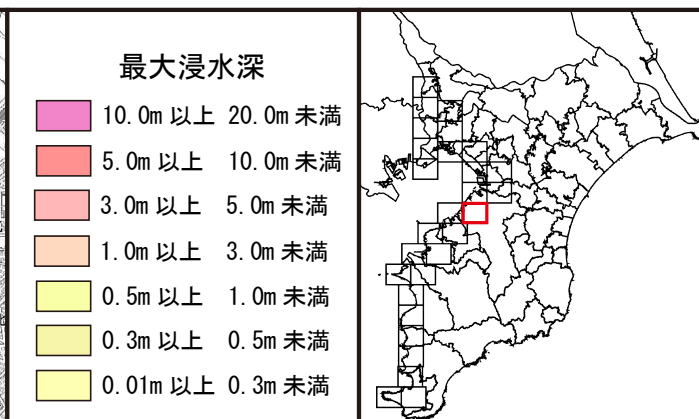 最大浸水深
10.0m 以上 20.0m 未満
5.0m 以上 10.0m 未満
3.0m 以上 5.0m 未満
1.0m 以上 3.0m 未満
0.5m 以上 1.0m 未満
0.3m 以上 0.5m 未満
0.01m 以上 0.3m 未満